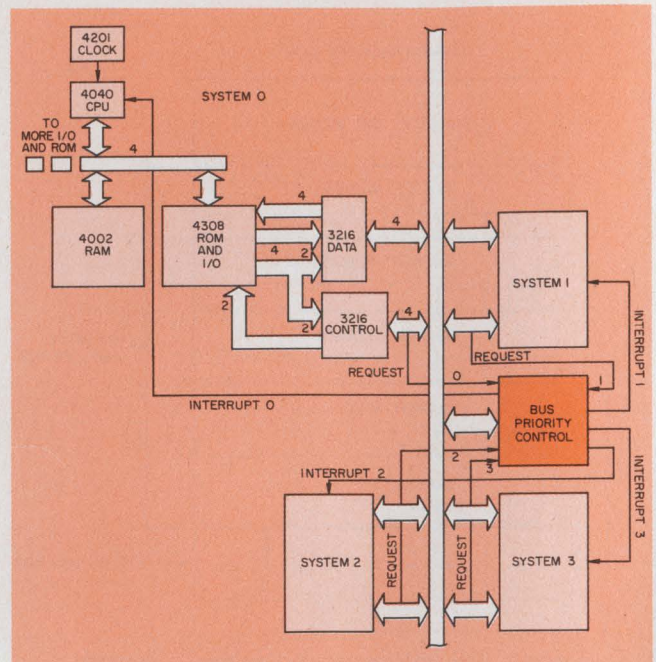 4201
CLOCK
4040
CPU
SYSTEM 0
TO
MORE I/O
AND ROM
4
4002
RAM
4308
ROM
AND I/O
4
4
2
3216
DATA
4
2
2
3216
CONTROL
4
REQUEST
SYSTEM 1
REQUEST
0
1
INTERRUPT 0
INTERRUPT 1
BUS
PRIORITY
CONTROL
2
3
INTERRUPT 2
INTERRUPT 3
SYSTEM 2
REQUEST
REQUEST
SYSTEM 3